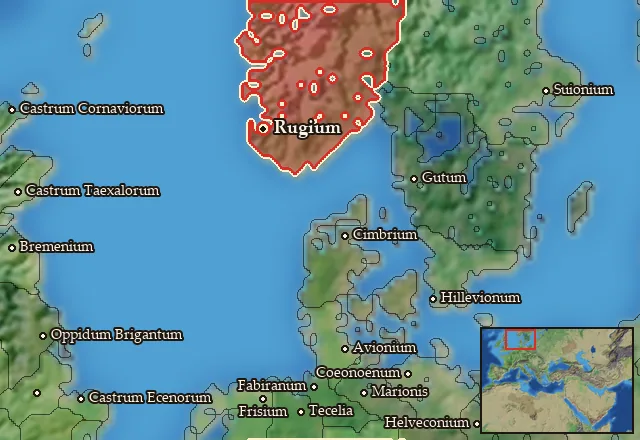 Suionium
Castrum Cornaviorum
Rugium
Gutum
Castrum Taexalorum
Cimbrium
Bremenium
Hillevionum
Oppidum Brigantum
Avionium
Coeonoenum
Fabiranum
Marionis
Castrum Ecenorum
Frisium
Tecelia
Helveconium